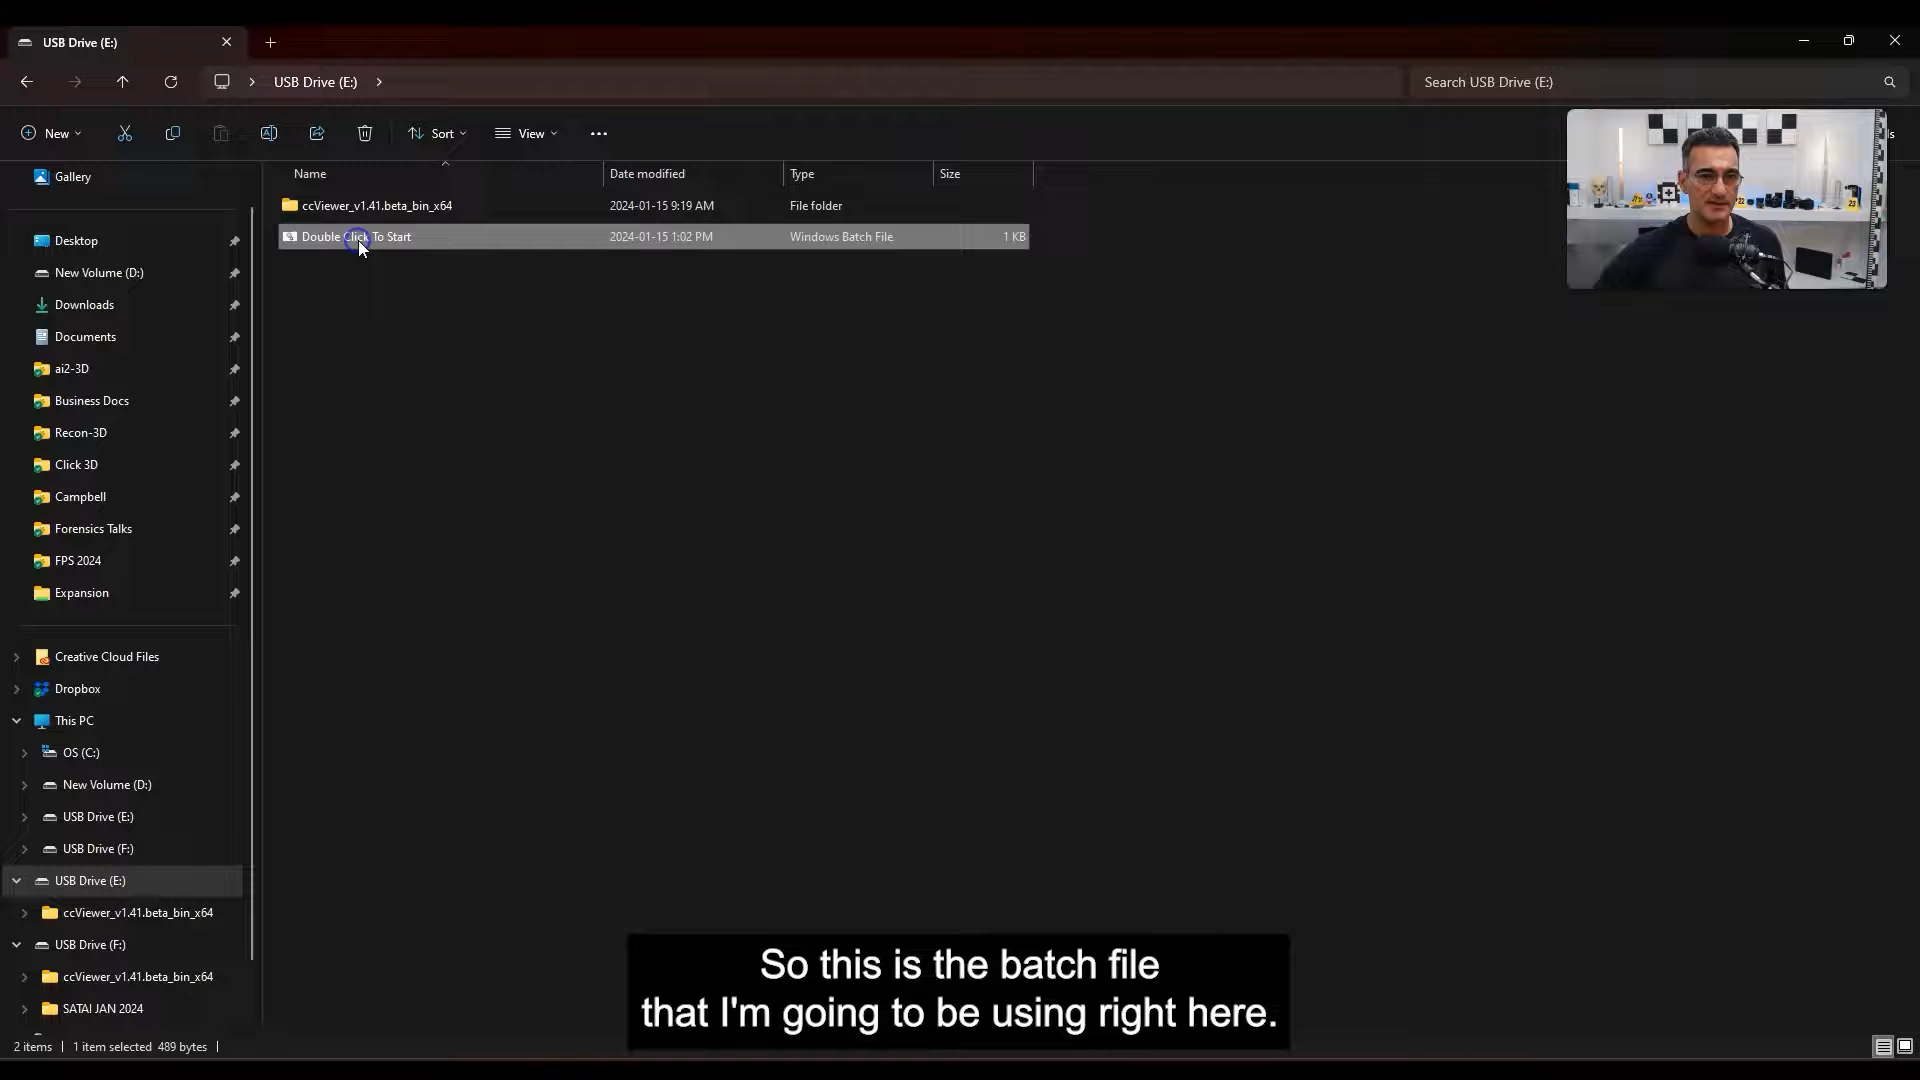 USB Drive (E:)
USB Drive (E:)
Search USB Drive (E:)
New
Sort
View
Name
Date modified
Type
Size
ccViewer_v1.41.beta_bin_x64
2024-01-15 9:19 AM
File folder
Double Click To Start
2024-01-15 1:02 PM
Windows Batch File
1 KB
Gallery
Desktop
New Volume (D:)
Downloads
Documents
ai2-3D
Business Docs
Recon-3D
Click 3D
Campbell
Forensics Talks
FPS 2024
Expansion
Creative Cloud Files
Dropbox
This PC
OS (C:)
New Volume (D:)
USB Drive (E:)
USB Drive (F:)
USB Drive (E:)
ccViewer_v1.41.beta_bin_x64
USB Drive (F:)
ccViewer_v1.41.beta_bin_x64
SATAI JAN 2024
So this is the batch file
that I'm going to be using right here.
2 items
1 item selected 489 bytes